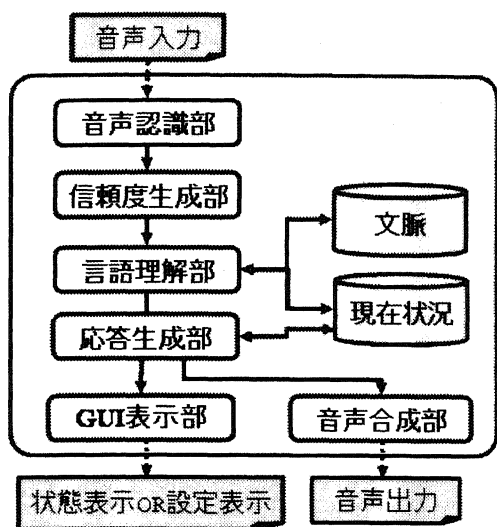 音声入力
音声認識部
信頼度生成部
文脈
言語理解部
現在状況
応答生成部
GUI表示部
音声合成部
状態表示OR設定表示
音声出力